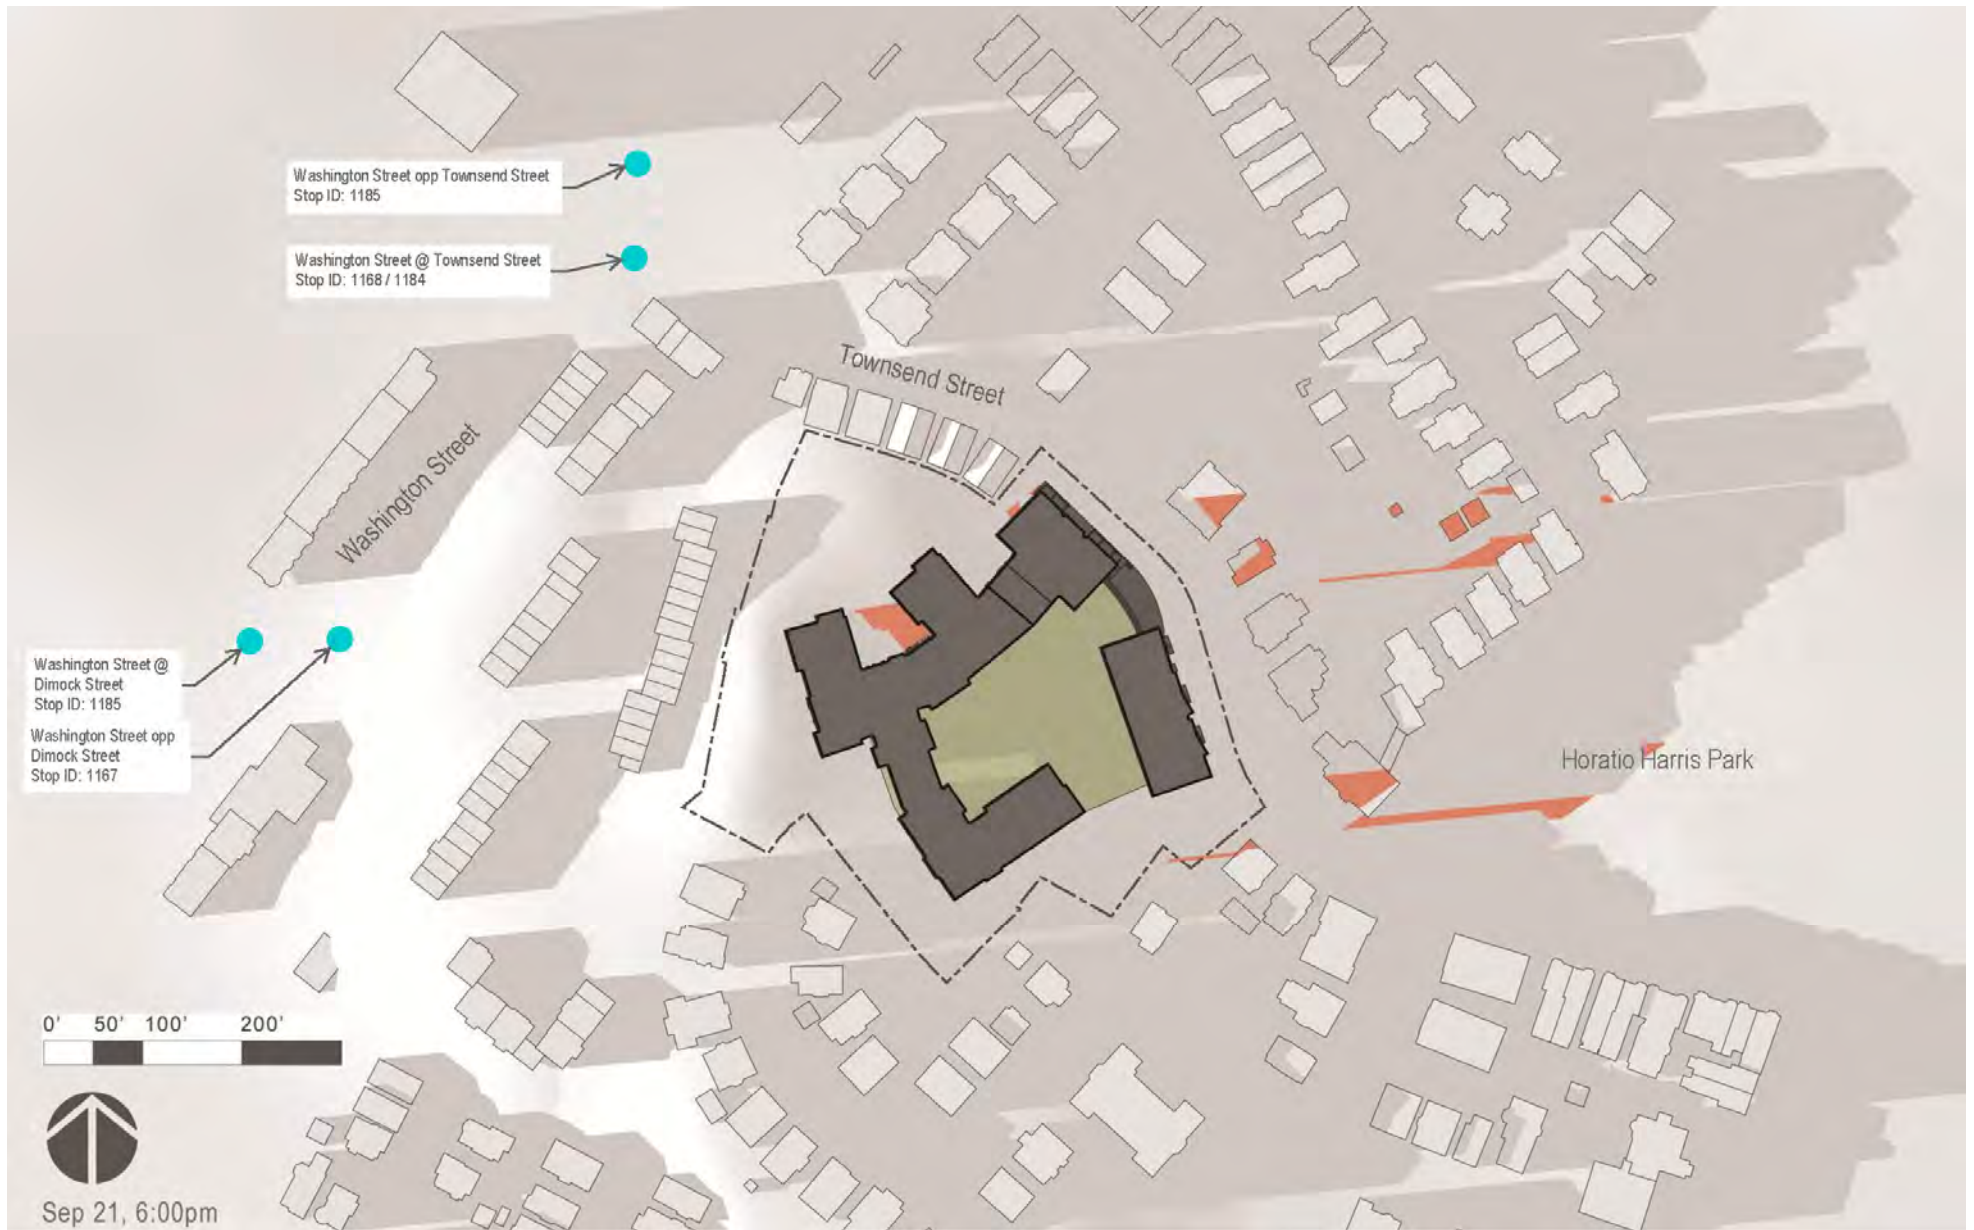 Washington Street opp Townsend Street
Stop ID: 1185
Washington Street @ Townsend Street
Stop ID: 1168 / 1184
Townsend Street
Washington Street
Washington Street @
Dimock Street
Stop ID: 1185
Washington Street opp
Dimock Street
Stop ID: 1167
Horatio Harris Park
0' 50' 100' 200'
Sep 21, 6:00pm